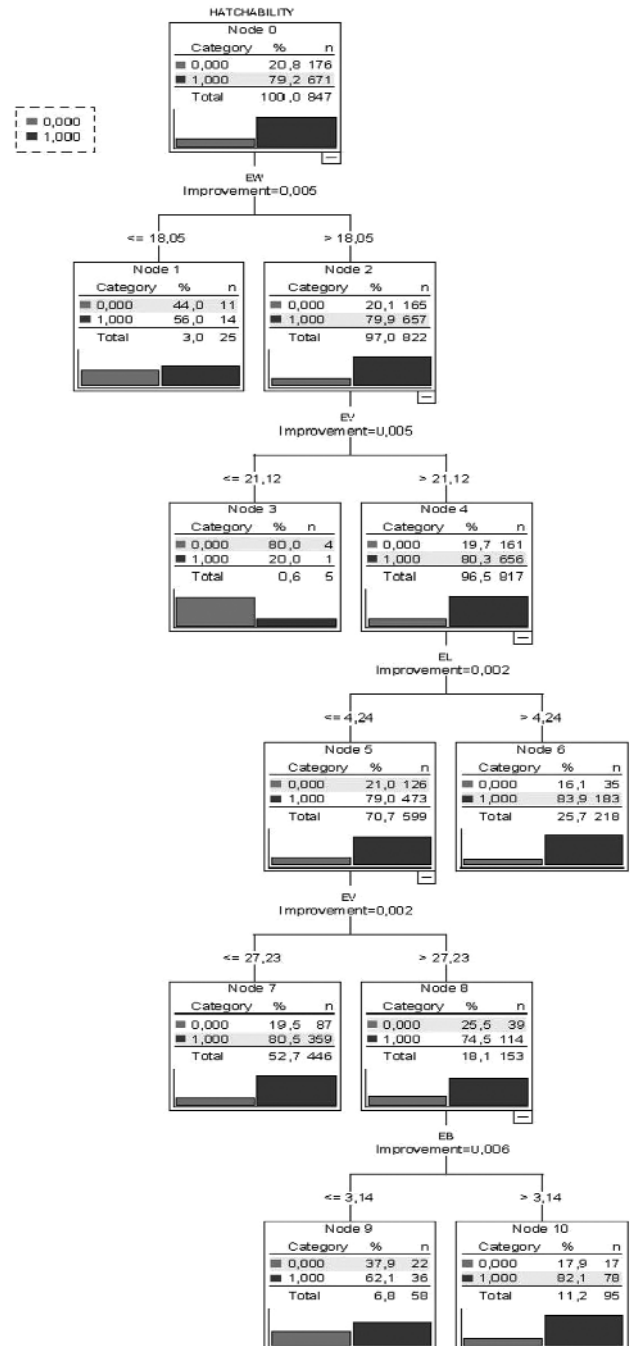 HATCHABILITY
Node 0
Category % n
0,000 20,8 176
1,000 79,2 671
Total 100,0 847
0,000
1,000
EW
Improvement=0,005
<= 18,05 > 18,05
Node 1
Category % n
0,000 44,0 11
1,000 56,0 14
Total 3,0 25
Node 2
Category % n
0,000 20,1 165
1,000 79,9 657
Total 97,0 822
EV
Improvement=0,005
<= 21,12 > 21,12
Node 3
Category % n
0,000 80,0 4
1,000 20,0 1
Total 0,6 5
Node 4
Category % n
0,000 19,7 161
1,000 80,3 656
Total 96,5 817
EL
Improvement=0,002
<= 4,24 > 4,24
Node 5
Category % n
0,000 21,0 126
1,000 79,0 473
Total 70,7 599
Node 6
Category % n
0,000 16,1 35
1,000 83,9 183
Total 25,7 218
EV
Improvement=0,002
<= 27,23 > 27,23
Node 7
Category % n
0,000 19,5 87
1,000 80,5 359
Total 52,7 446
Node 8
Category % n
0,000 25,5 39
1,000 74,5 114
Total 18,1 153
EB
Improvement=0,006
<= 3,14 > 3,14
Node 9
Category % n
0,000 37,9 22
1,000 62,1 36
Total 6,8 58
Node 10
Category % n
0,000 17,9 17
1,000 82,1 78
Total 11,2 95